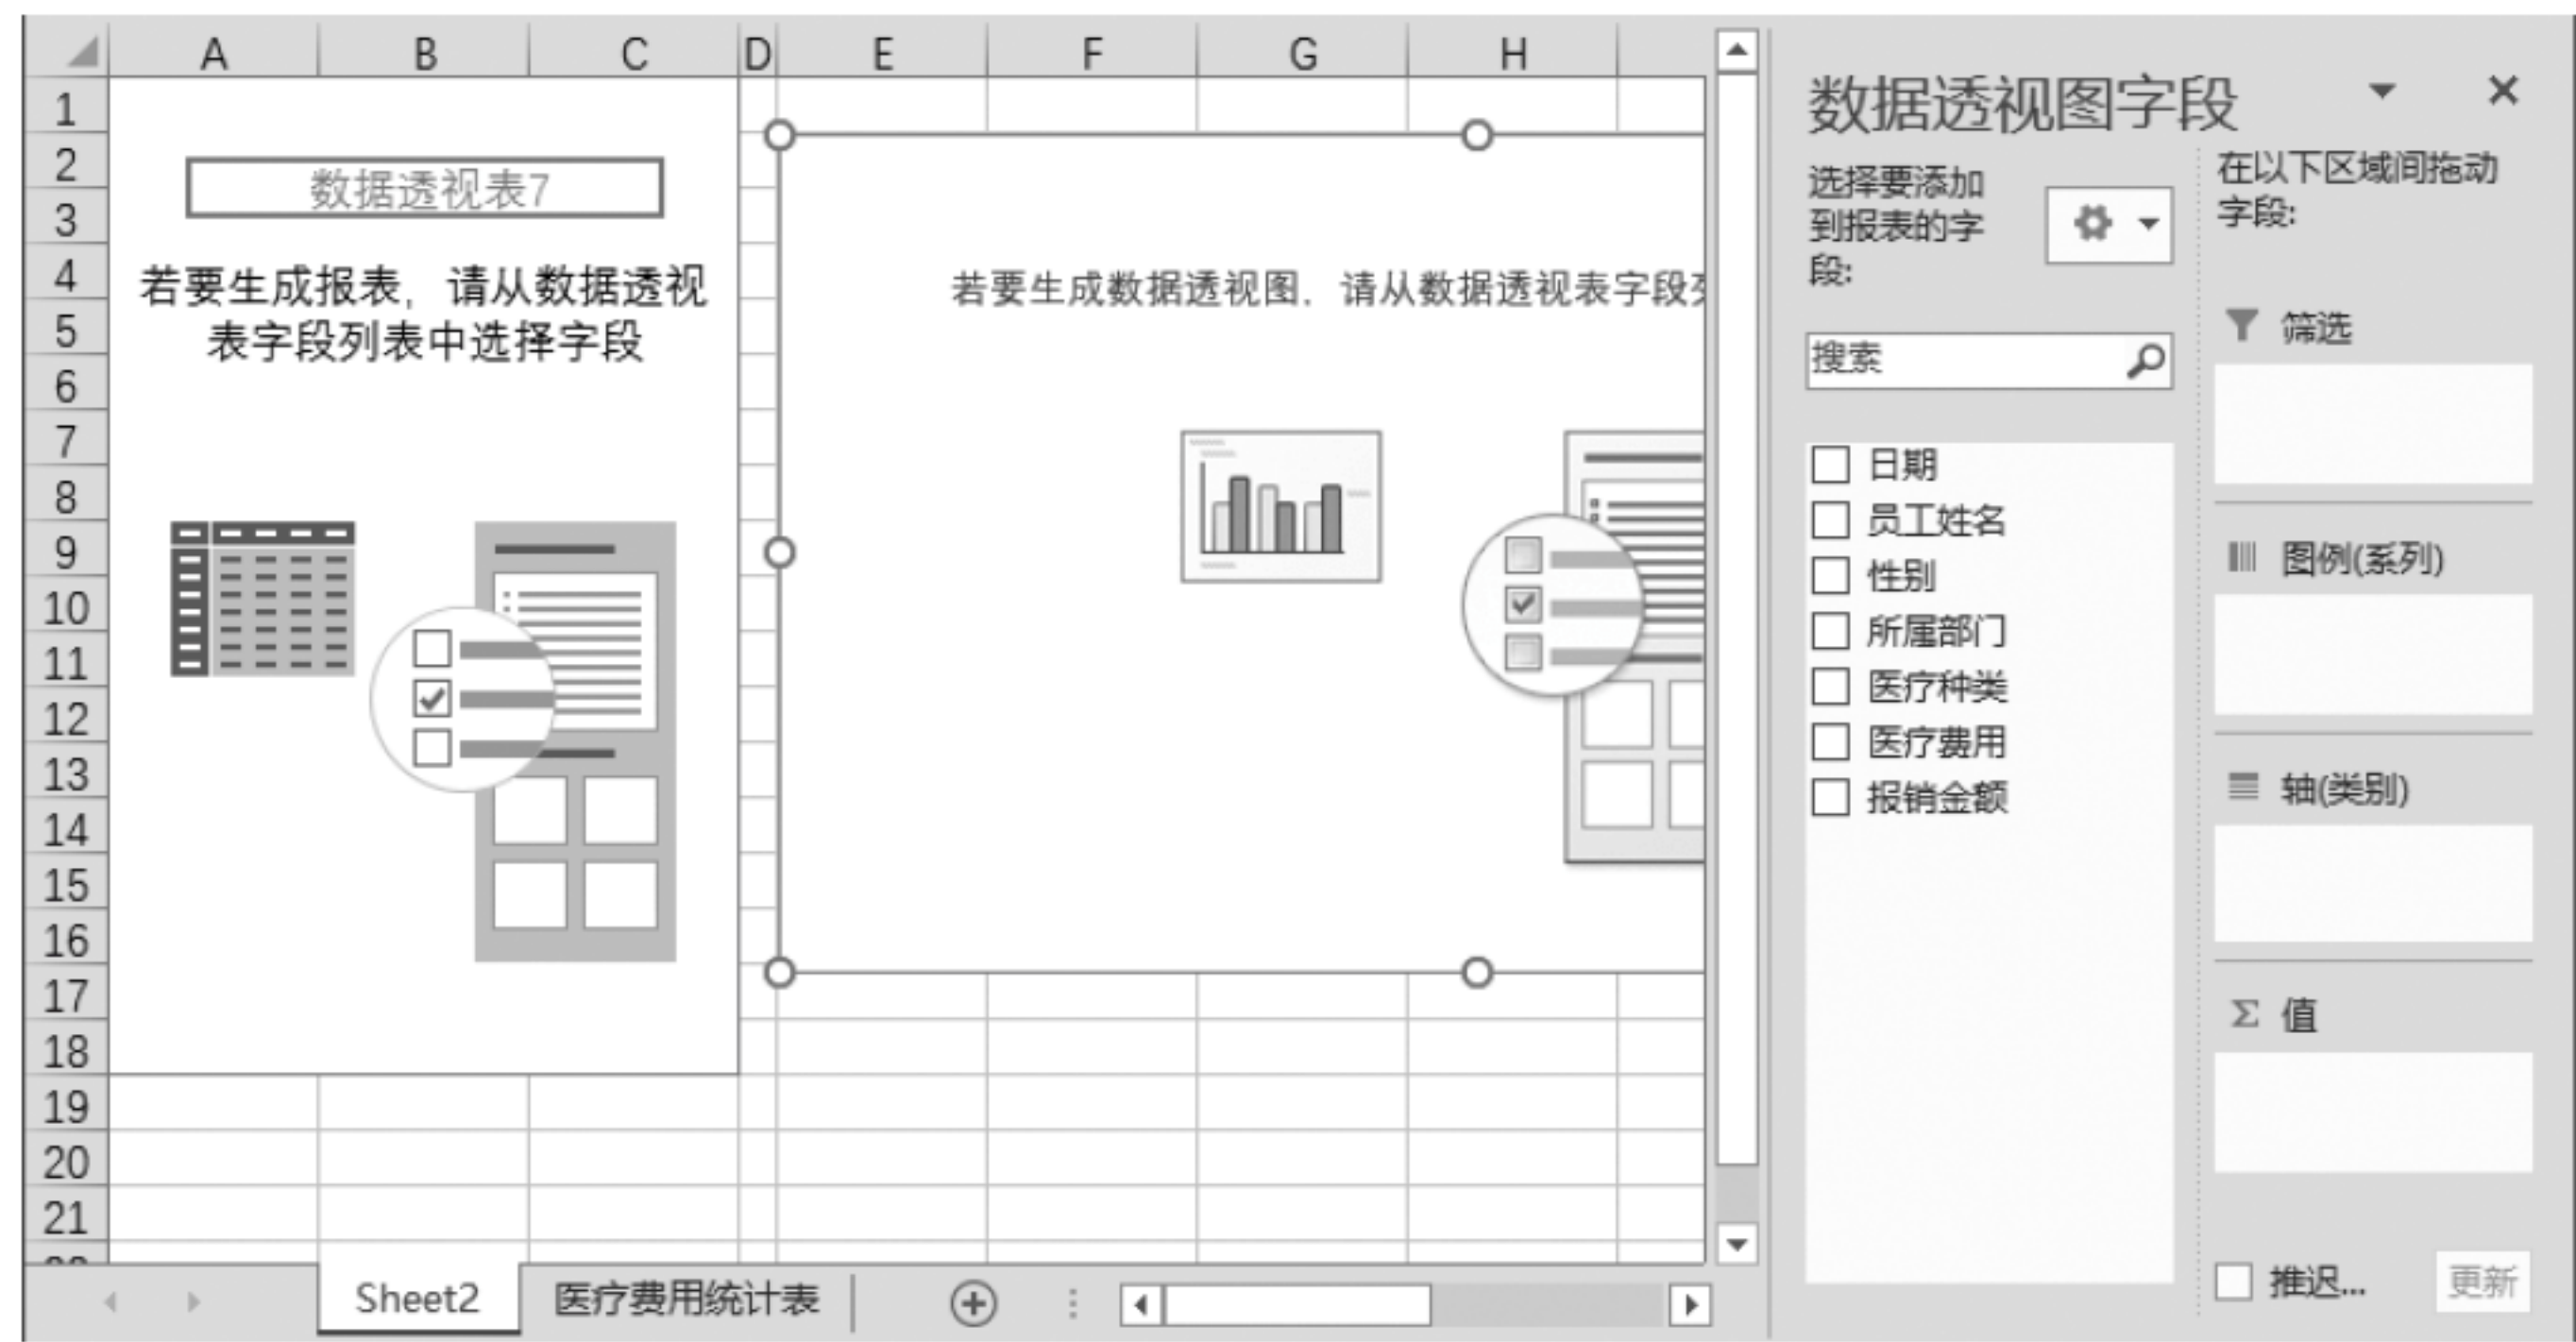 A B C D E F G H
1
2
3
4
5
6
7
8
9
10
11
12
13
14
15
16
17
18
19
20
21
数据透视表7
若要生成报表，请从数据透视
表字段列表中选择字段
若要生成数据透视图，请从数据透视表字段
Sheet2 医疗费用统计表
数据透视图字段
选择要添加
到报表的字
段:
搜索
日期
员工姓名
性别
所属部门
医疗种类
医疗费用
报销金额
在以下区域间拖动
字段:
筛选
图例(系列)
轴(类别)
Σ 值
推迟...
更新